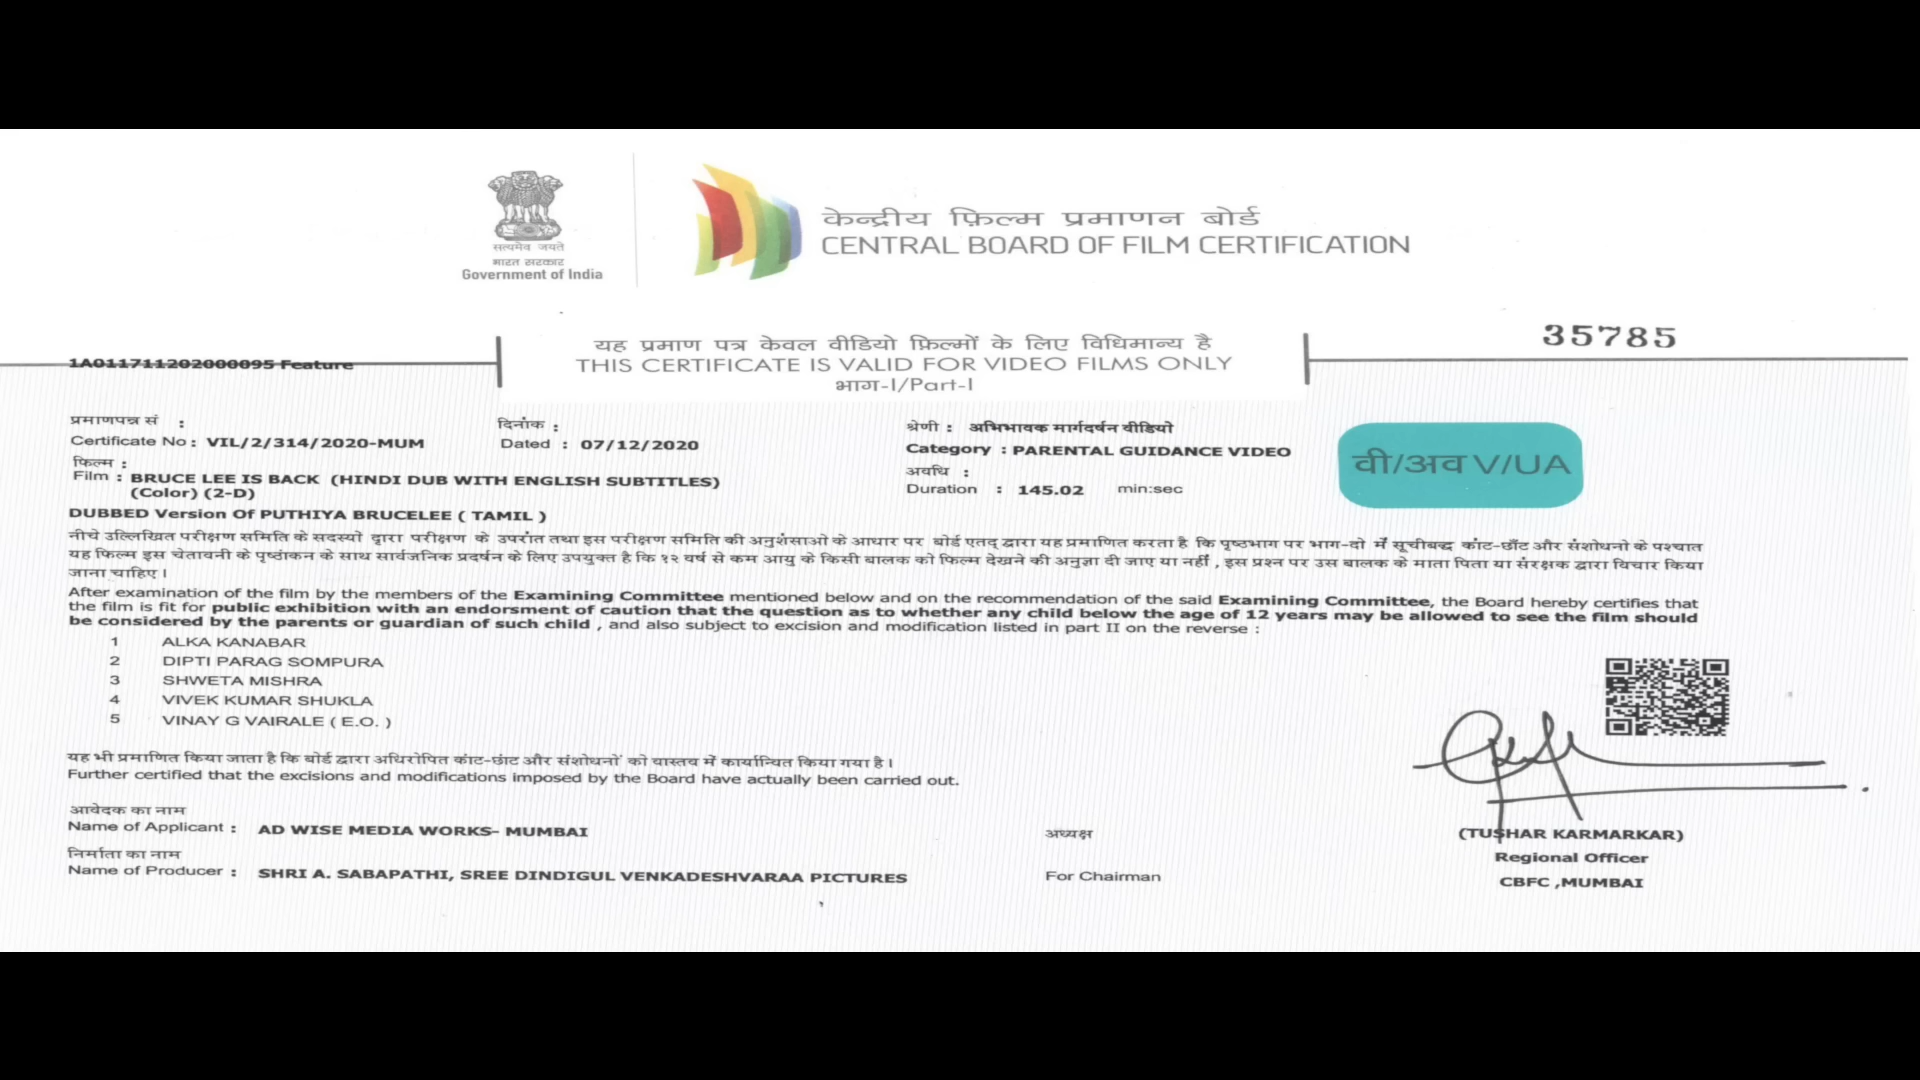 केन्द्रीय फ़िल्म प्रमाणन बोर्ड
CENTRAL BOARD OF FILM CERTIFICATION
सत्यमेव जयते
भारत सरकार
Government of India
35785
यह प्रमाण पत्र केवल वीडियो फ़िल्मों के लिए विधिमान्य है
THIS CERTIFICATE IS VALID FOR VIDEO FILMS ONLY
भाग-I/Part-I
1A011711202000095 Feature
प्रमाणपत्र सं :
Certificate No : VIL/2/314/2020-MUM
दिनांक :
Dated : 07/12/2020
श्रेणी : अभिभावक मार्गदर्षन वीडियो
Category : PARENTAL GUIDANCE VIDEO
वी/अव V/UA
फिल्म :
Film : BRUCE LEE IS BACK (HINDI DUB WITH ENGLISH SUBTITLES)
(Color) (2-D)
अवधि :
Duration : 145.02 min:sec
DUBBED Version Of PUTHIYA BRUCELEE ( TAMIL )
नीचे उल्लिखित परीक्षण समिति के सदस्यों द्वारा परीक्षण के उपरांत तथा इस परीक्षण समिति की अनुशंसाओ के आधार पर बोर्ड एतद् द्वारा यह प्रमाणित करता है कि पृष्ठभाग पर भाग-दो में सूचीबद्ध कांट-छाँट और संशोधनो के पश्चात
यह फिल्म इस चेतावनी के पृष्ठांकन के साथ सार्वजनिक प्रदर्षन के लिए उपयुक्त है कि १२ वर्ष से कम आयु के किसी बालक को फिल्म देखने की अनुज्ञा दी जाए या नहीं , इस प्रश्न पर उस बालक के माता पिता या संरक्षक द्वारा विचार किया
जाना चाहिए ।
After examination of the film by the members of the Examining Committee mentioned below and on the recommendation of the said Examining Committee, the Board hereby certifies that
the film is fit for public exhibition with an endorsment of caution that the question as to whether any child below the age of 12 years may be allowed to see the film should
be considered by the parents or guardian of such child , and also subject to excision and modification listed in part II on the reverse :
1 ALKA KANABAR
2 DIPTI PARAG SOMPURA
3 SHWETA MISHRA
4 VIVEK KUMAR SHUKLA
5 VINAY G VAIRALE ( E.O. )
यह भी प्रमाणित किया जाता है कि बोर्ड द्वारा अधिरोपित कांट-छांट और संशोधनों को वास्तव में कार्यान्वित किया गया है ।
Further certified that the excisions and modifications imposed by the Board have actually been carried out.
आवेदक का नाम
Name of Applicant : AD WISE MEDIA WORKS- MUMBAI
निर्माता का नाम
Name of Producer : SHRI A. SABAPATHI, SREE DINDIGUL VENKADESHVARAA PICTURES
अध्यक्ष
For Chairman
(TUSHAR KARMARKAR)
Regional Officer
CBFC ,MUMBAI